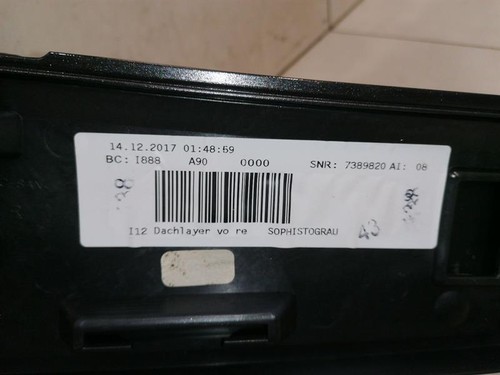 14.12.2017 01:48:59
BC: I888 A90 0000 SNR: 7389820 AI: 08
I12 Dachlayer vo re SOPHISTOGRAU
43